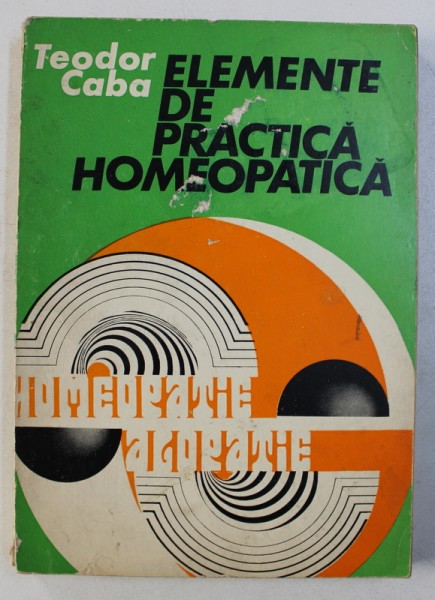 Teodor
Caba
ELEMENTE
DE
PRACTICĂ
HOMEOPATICĂ
HOMEOPATIE
ALOPATIE